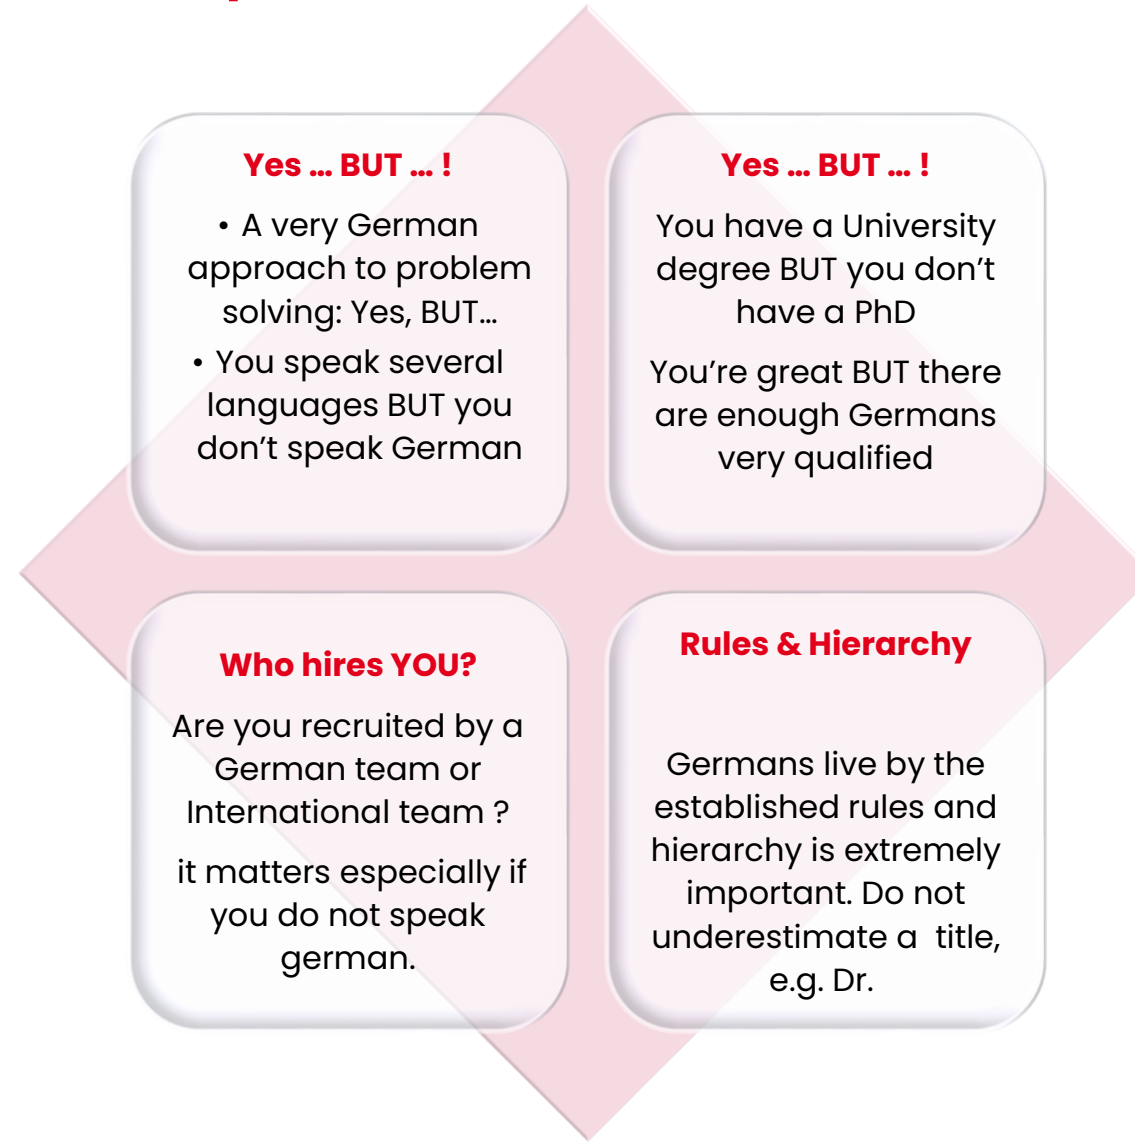 Yes ... BUT ... !
• A very German
approach to problem
solving: Yes, BUT...
• You speak several
languages BUT you
don't speak German
Yes ... BUT ... !
You have a University
degree BUT you don't
have a PhD
You're great BUT there
are enough Germans
very qualified
Who hires YOU?
Are you recruited by a
German team or
International team ?
it matters especially if
you do not speak
german.
Rules & Hierarchy
Germans live by the
established rules and
hierarchy is extremely
important. Do not
underestimate a  title,
e.g. Dr.